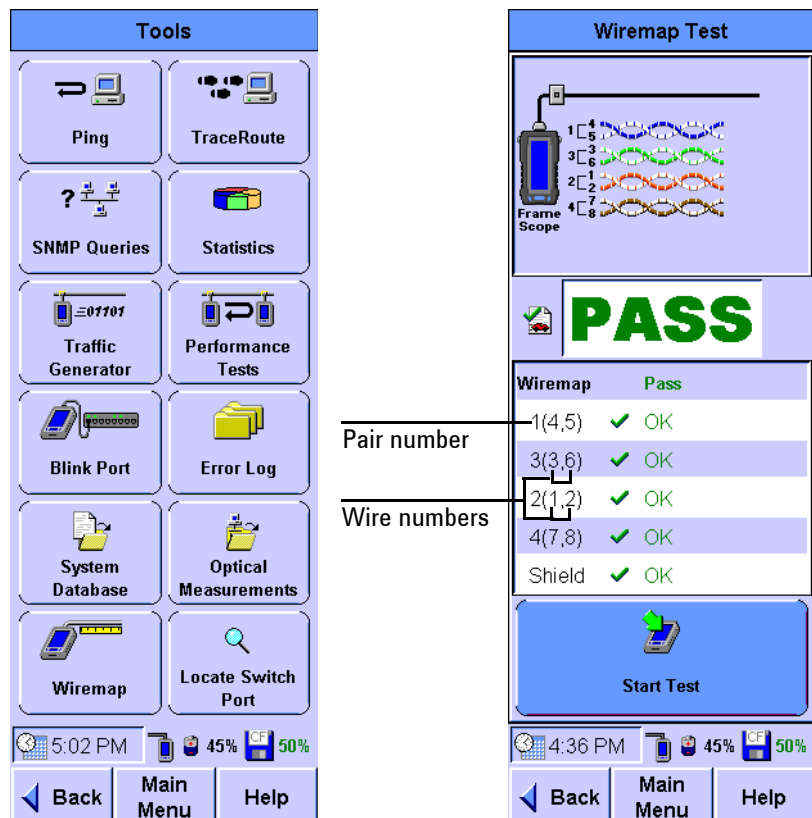 Tools
Ping
TraceRoute
?
SNMP Queries
Statistics
01101
Traffic
Generator
Performance
Tests
Blink Port
Error Log
System
Database
Optical
Measurements
Wiremap
Locate Switch
Port
5:02 PM
45%
CF
50%
Back
Main
Menu
Help
Pair number
Wire numbers
Wiremap Test
1 4
5
3 3
6
2 1
2
4 7
8
Frame
Scope
PASS
Wiremap Pass
1(4,5) ✔ OK
3(3,6) ✔ OK
2(1,2) ✔ OK
4(7,8) ✔ OK
Shield ✔ OK
Start Test
4:36 PM
45%
CF
50%
Back
Main
Menu
Help